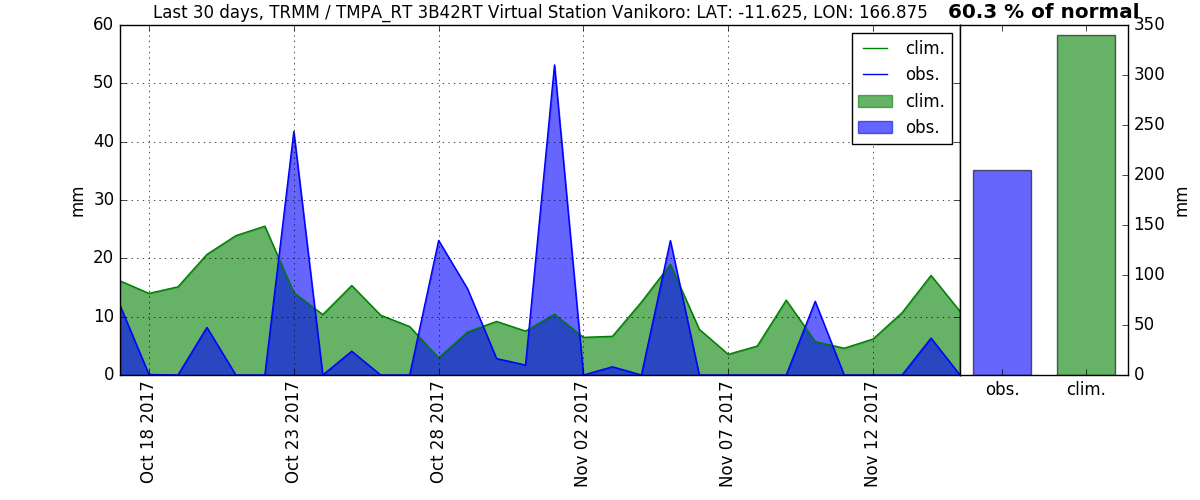 Last 30 days, TRMM / TMPA_RT 3B42RT Virtual Station Vanikoro: LAT: -11.625, LON: 166.875
60.3 % of normal
60
50
40
30
20
10
0
mm
clim.
obs.
clim.
obs.
Oct 18 2017
Oct 23 2017
Oct 28 2017
Nov 02 2017
Nov 07 2017
Nov 12 2017
350
300
250
200
150
100
50
0
mm
obs.
clim.